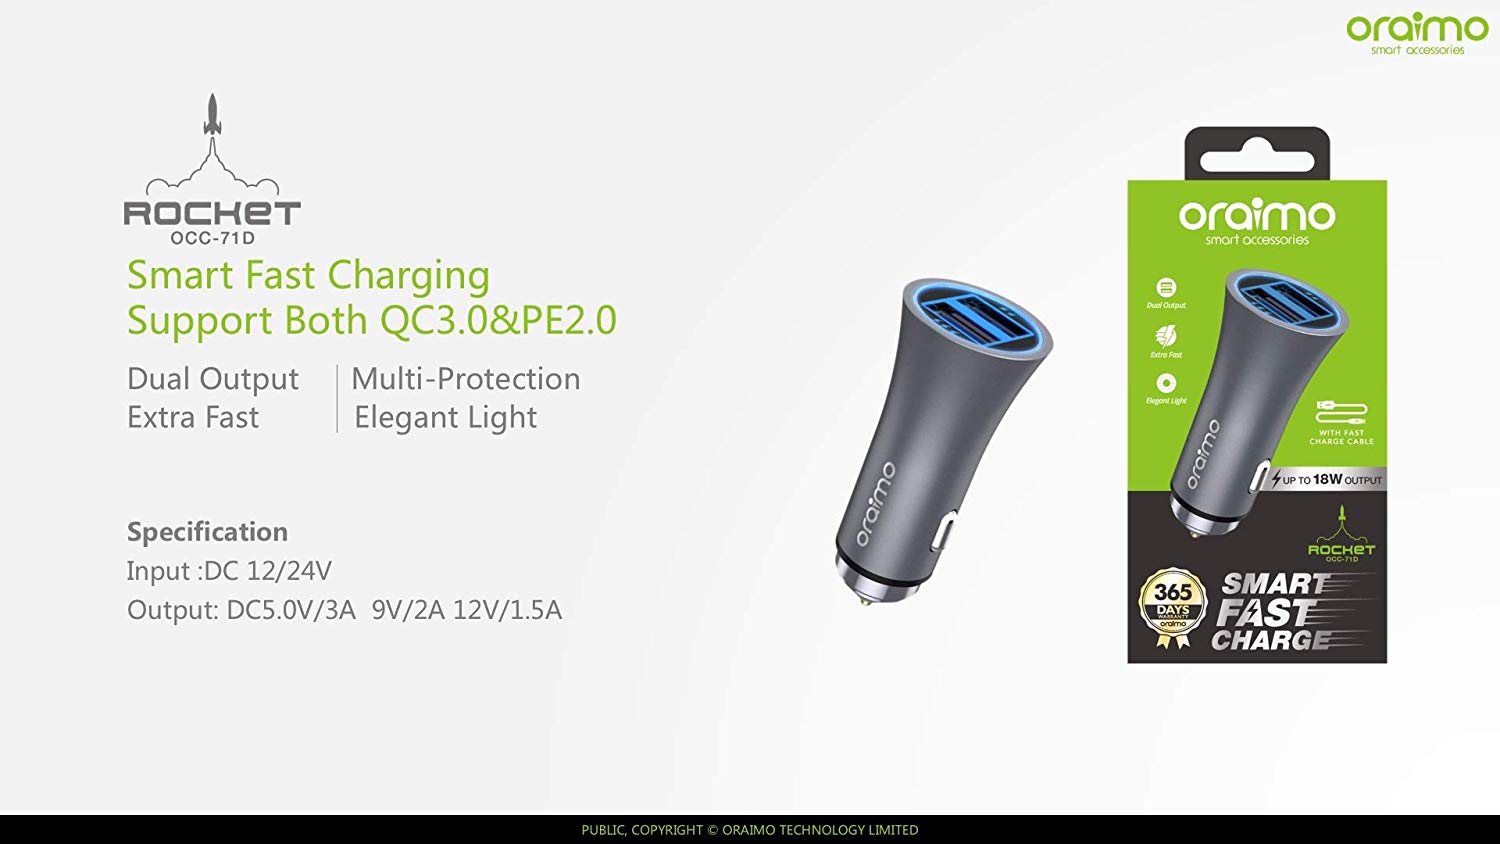 oraimo
smart accessories
ROCKET
OCC-71D
Smart Fast Charging
Support Both QC3.0&PE2.0
Dual Output
Multi-Protection
Extra Fast
Elegant Light
Specification
Input :DC 12/24V
Output: DC5.0V/3A  9V/2A 12V/1.5A
oraimo
oraimo
smart accessories
Dual Output
Extra Fast
Elegant Light
oraimo
WITH FAST
CHARGE CABLE
UP TO 18W OUTPUT
ROCKET
OCC-71D
365
DAYS
WARRANTY
oraimo
SMART
FAST
CHARGE
PUBLIC, COPYRIGHT © ORAIMO TECHNOLOGY LIMITED